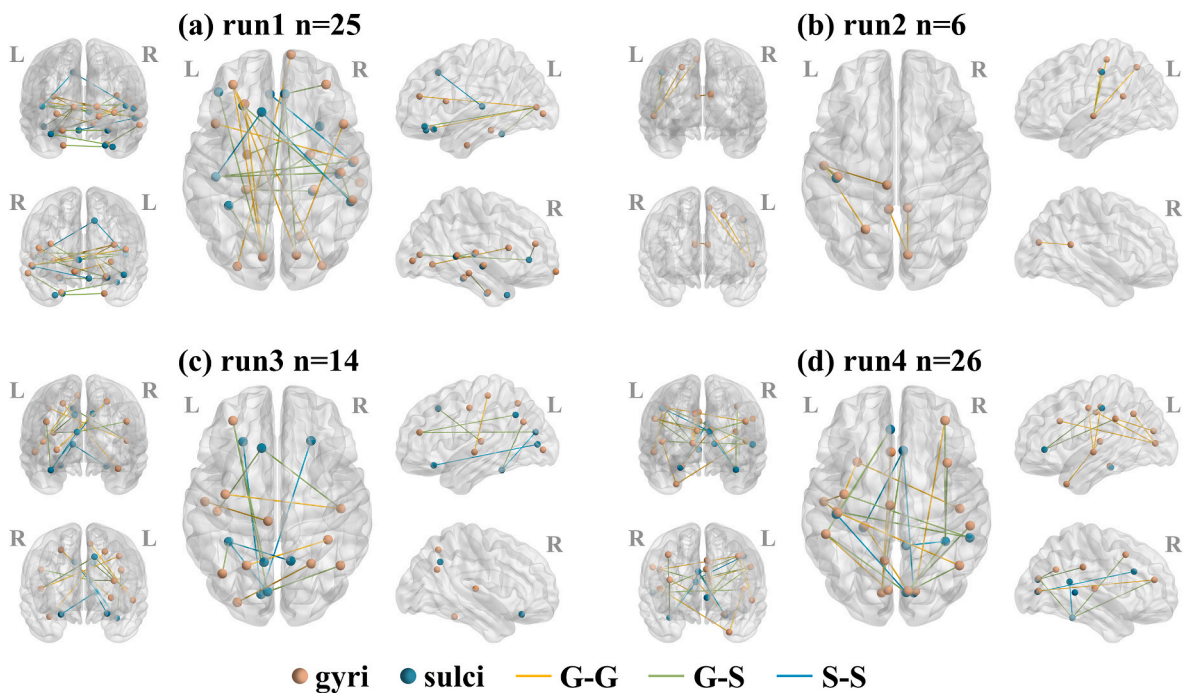 (a) run1 n=25
L
R
L
R
L
R
L
R
(b) run2 n=6
L
R
L
R
L
R
L
R
(c) run3 n=14
L
R
L
R
L
R
L
R
(d) run4 n=26
L
R
L
R
L
R
L
R
gyri sulci G-G G-S S-S